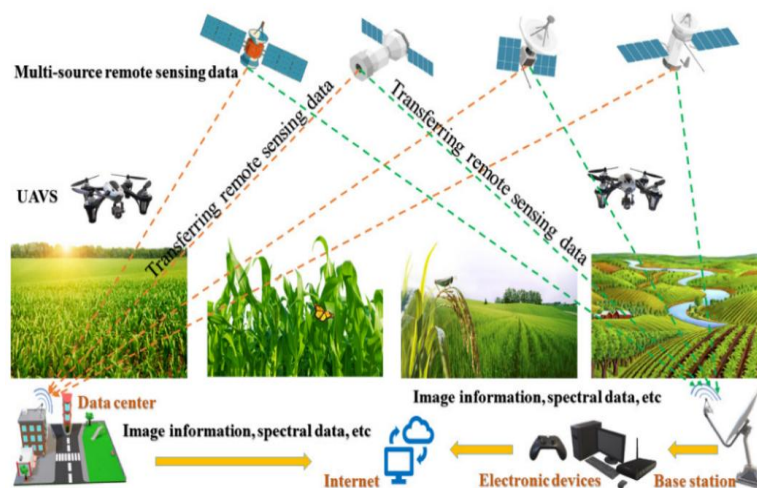 Multi-source remote sensing data
Transferring remote sensing data
Transferring remote sensing data
UAVS
Data center
Image information, spectral data, etc
Image information, spectral data, etc
Internet
Electronic devices
Base station